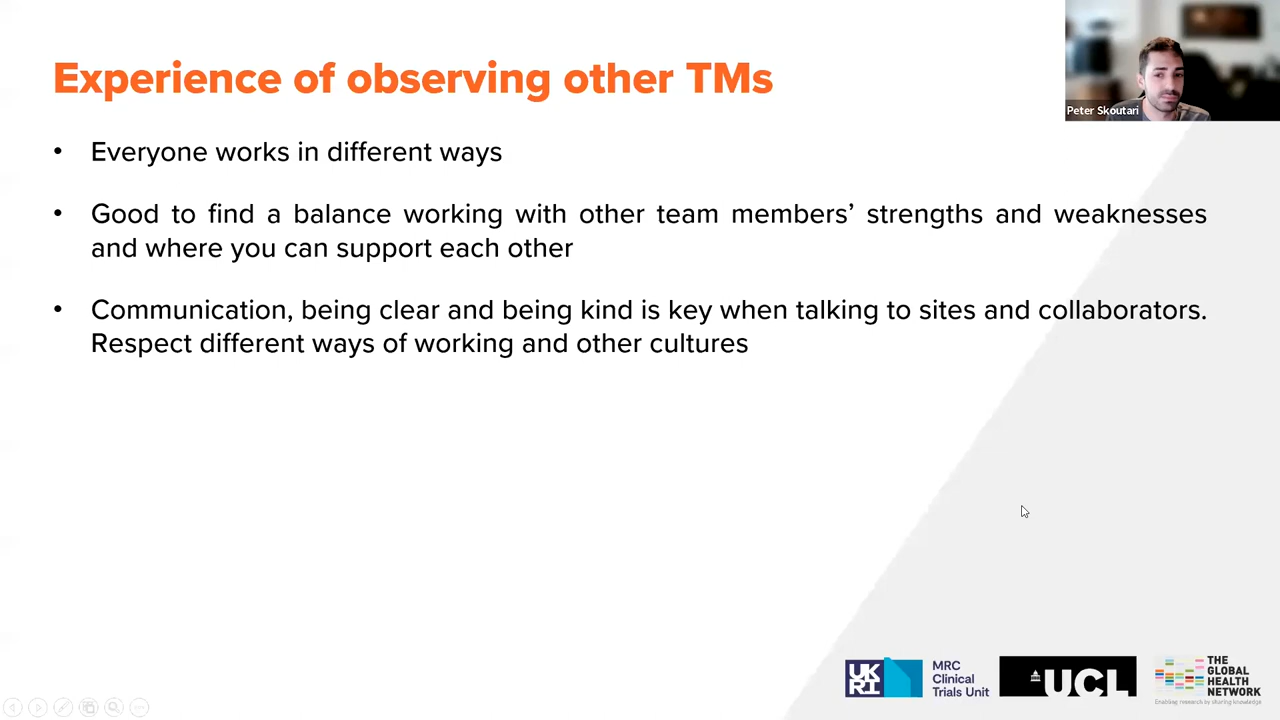 Experience of observing other TMs
Peter Skoutari
• Everyone works in different ways
• Good to find a balance working with other team members’ strengths and weaknesses
and where you can support each other
• Communication, being clear and being kind is key when talking to sites and collaborators.
Respect different ways of working and other cultures
UK
RI
MRC
Clinical
Trials Unit
UCL
THE
GLOBAL
HEALTH
NETWORK
Enabling research by sharing knowledge